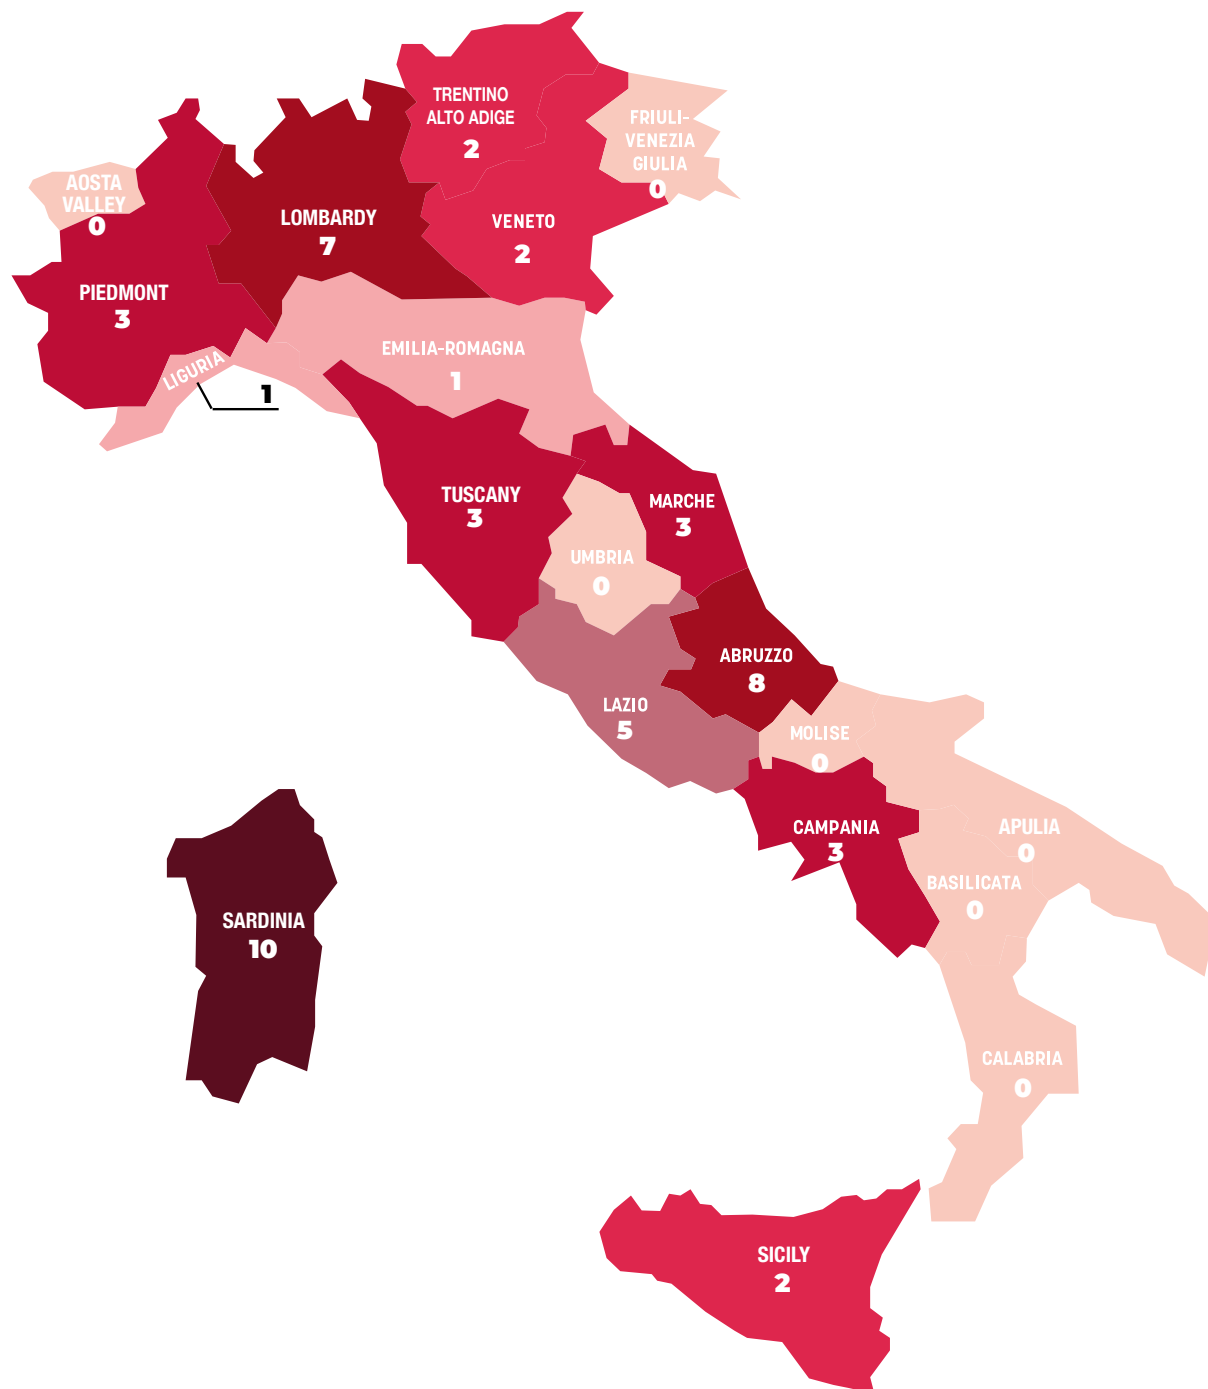 TRENTINO
ALTO ADIGE
2
FRIULI-
VENEZIA
GIULIA
0
AOSTA
VALLEY
0
LOMBARDY
7
VENETO
2
PIEDMONT
3
EMILIA-ROMAGNA
1
LIGURIA
1
TUSCANY
3
MARCHE
3
UMBRIA
0
ABRUZZO
8
LAZIO
5
MOLISE
0
CAMPANIA
3
APULIA
0
BASILICATA
0
SARDINIA
10
CALABRIA
0
SICILY
2